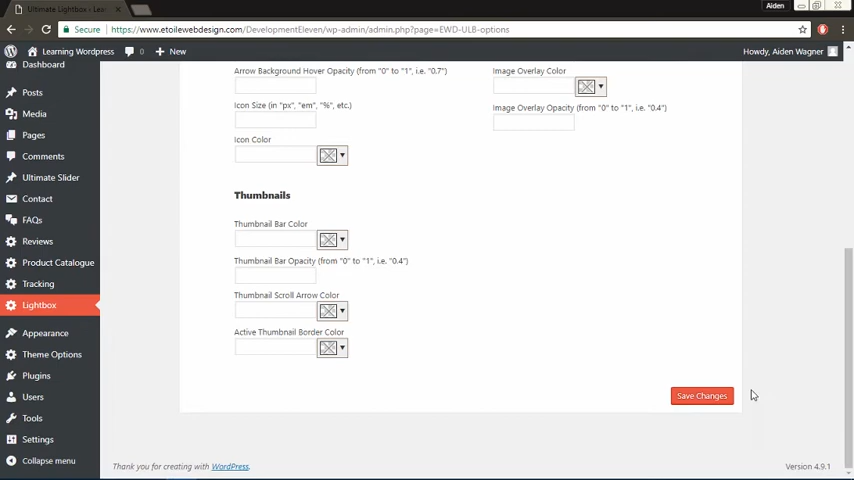 Ultimate Lightbox ‹ Lea
Aiden
Secure
https://www.etoilewebdesign.com/DevelopmentEleven/wp-admin/admin.php?page=EWD-ULB-options
Learning Wordpress
0
New
Howdy, Aiden Wagner
Dashboard
Posts
Media
Pages
Comments
Ultimate Slider
Contact
FAQs
Reviews
Product Catalogue
Tracking
Lightbox
Appearance
Theme Options
Plugins
Users
Tools
Settings
Collapse menu
Arrow Background Hover Opacity (from "0" to "1", i.e. "0.7")
Icon Size (in "px", "em", "%", etc.)
Icon Color
Image Overlay Color
Image Overlay Opacity (from "0" to "1", i.e. "0.4")
Thumbnails
Thumbnail Bar Color
Thumbnail Bar Opacity (from "0" to "1", i.e. "0.4")
Thumbnail Scroll Arrow Color
Active Thumbnail Border Color
Save Changes
Thank you for creating with WordPress.
Version 4.9.1